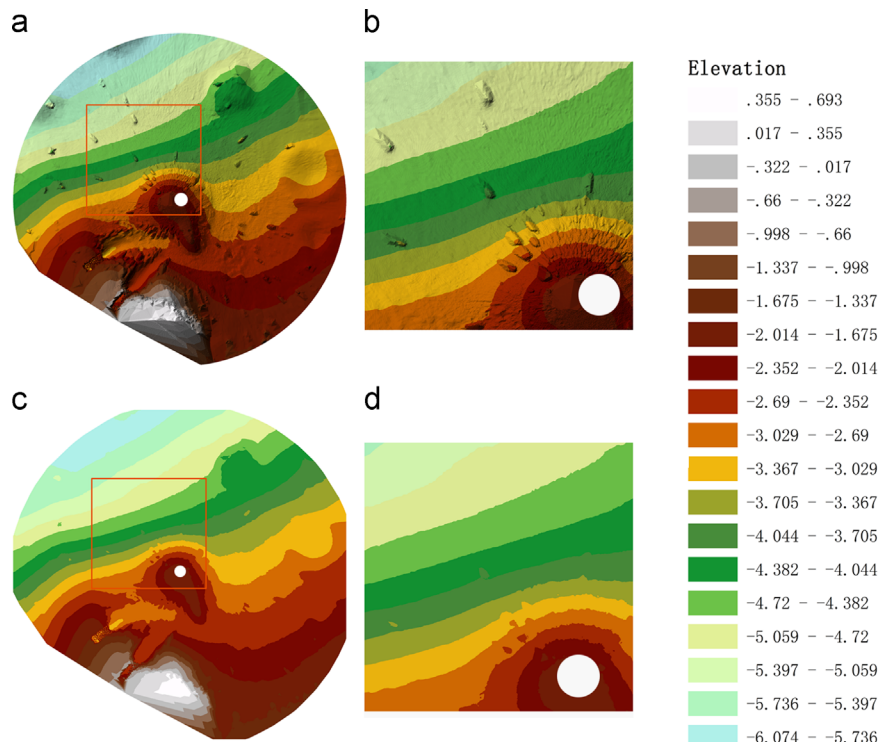 a
b
Elevation
.355 - .693
.017 - .355
-.322 - .017
-.66 - -.322
-.998 - -.66
-1.337 - -.998
-1.675 - -1.337
-2.014 - -1.675
-2.352 - -2.014
-2.69 - -2.352
-3.029 - -2.69
-3.367 - -3.029
-3.705 - -3.367
-4.044 - -3.705
-4.382 - -4.044
-4.72 - -4.382
-5.059 - -4.72
-5.397 - -5.059
-5.736 - -5.397
-6.074 - -5.736
c
d